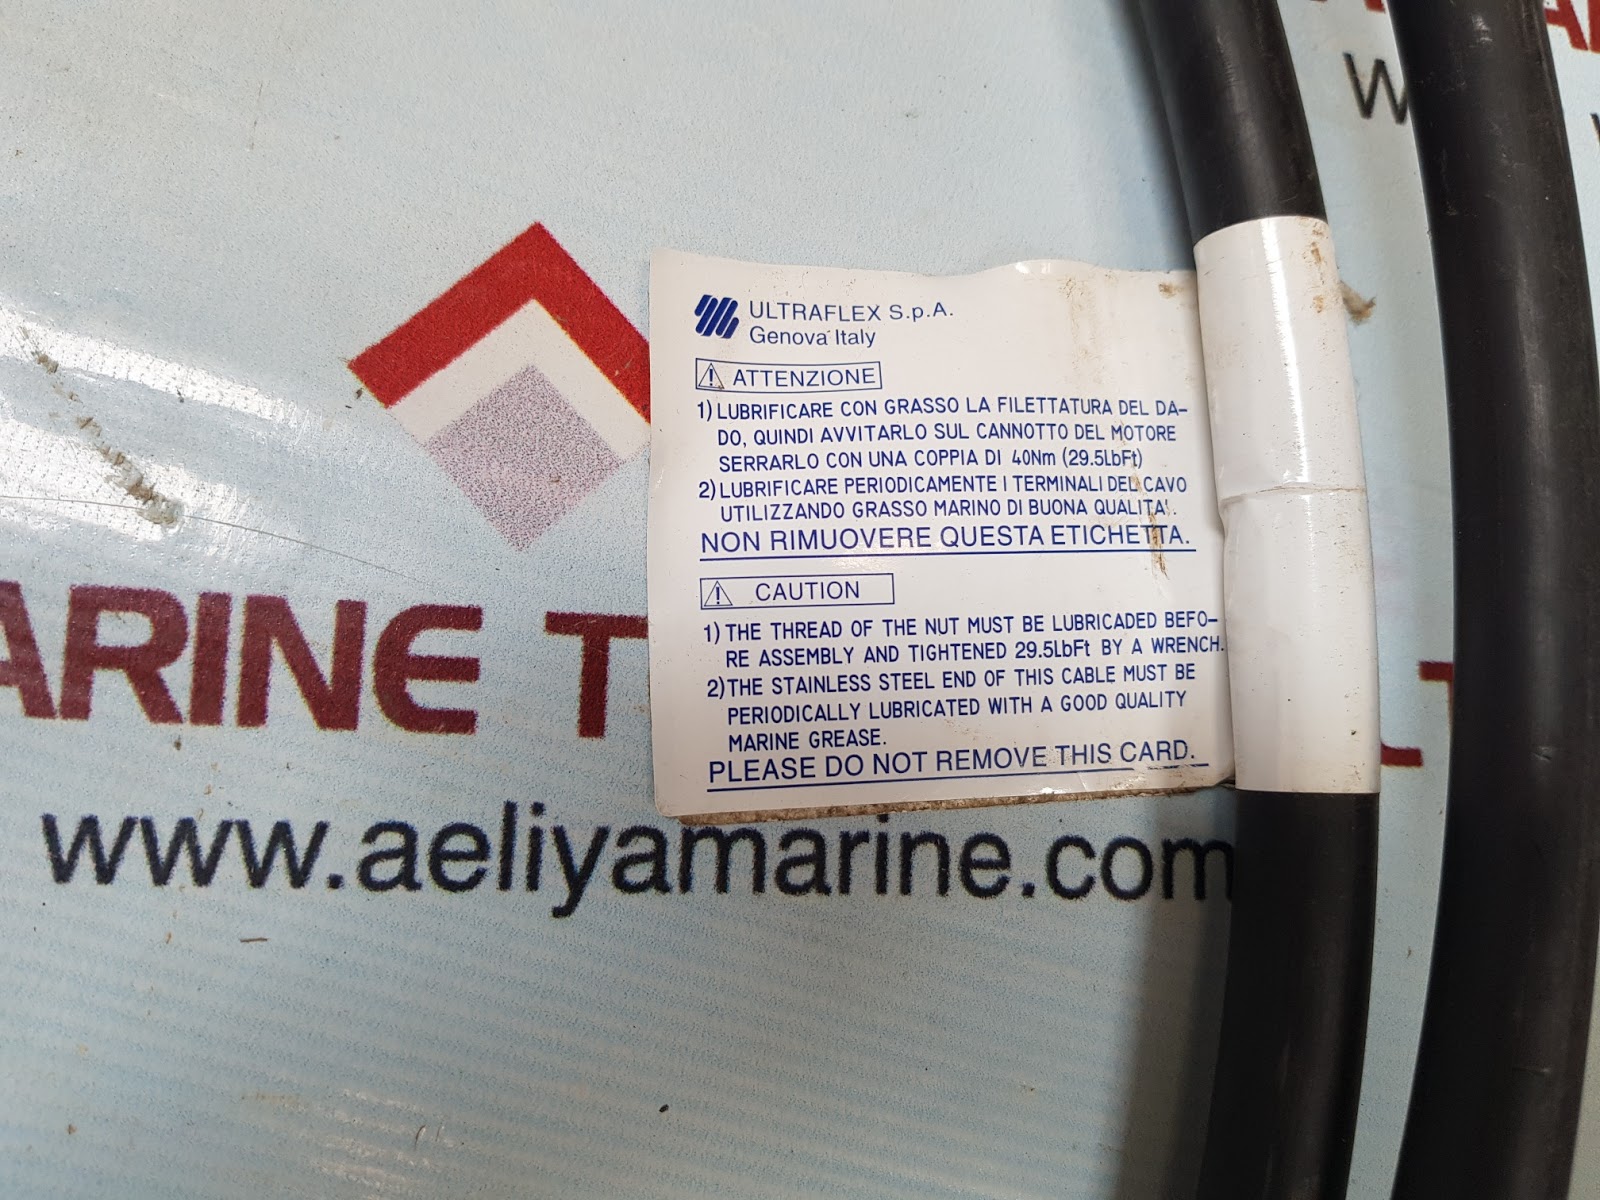 ULTRAFLEX S.p.A.
Genova Italy
ATTENZIONE
1) LUBRIFICARE CON GRASSO LA FILETTATURA DEL DA-
DO, QUINDI AVVITARLO SUL CANNOTTO DEL MOTORE
SERRARLO CON UNA COPPIA DI 40Nm (29.5LbFt)
2) LUBRIFICARE PERIODICAMENTE I TERMINALI DEL CAVO
UTILIZZANDO GRASSO MARINO DI BUONA QUALITA'.
NON RIMUOVERE QUESTA ETICHETTA.
CAUTION
1) THE THREAD OF THE NUT MUST BE LUBRICADED BEFO-
RE ASSEMBLY AND TIGHTENED 29.5LbFt BY A WRENCH.
2) THE STAINLESS STEEL END OF THIS CABLE MUST BE
PERIODICALLY LUBRICATED WITH A GOOD QUALITY
MARINE GREASE.
PLEASE DO NOT REMOVE THIS CARD.
ARINE T
www.aeliyamarine.com